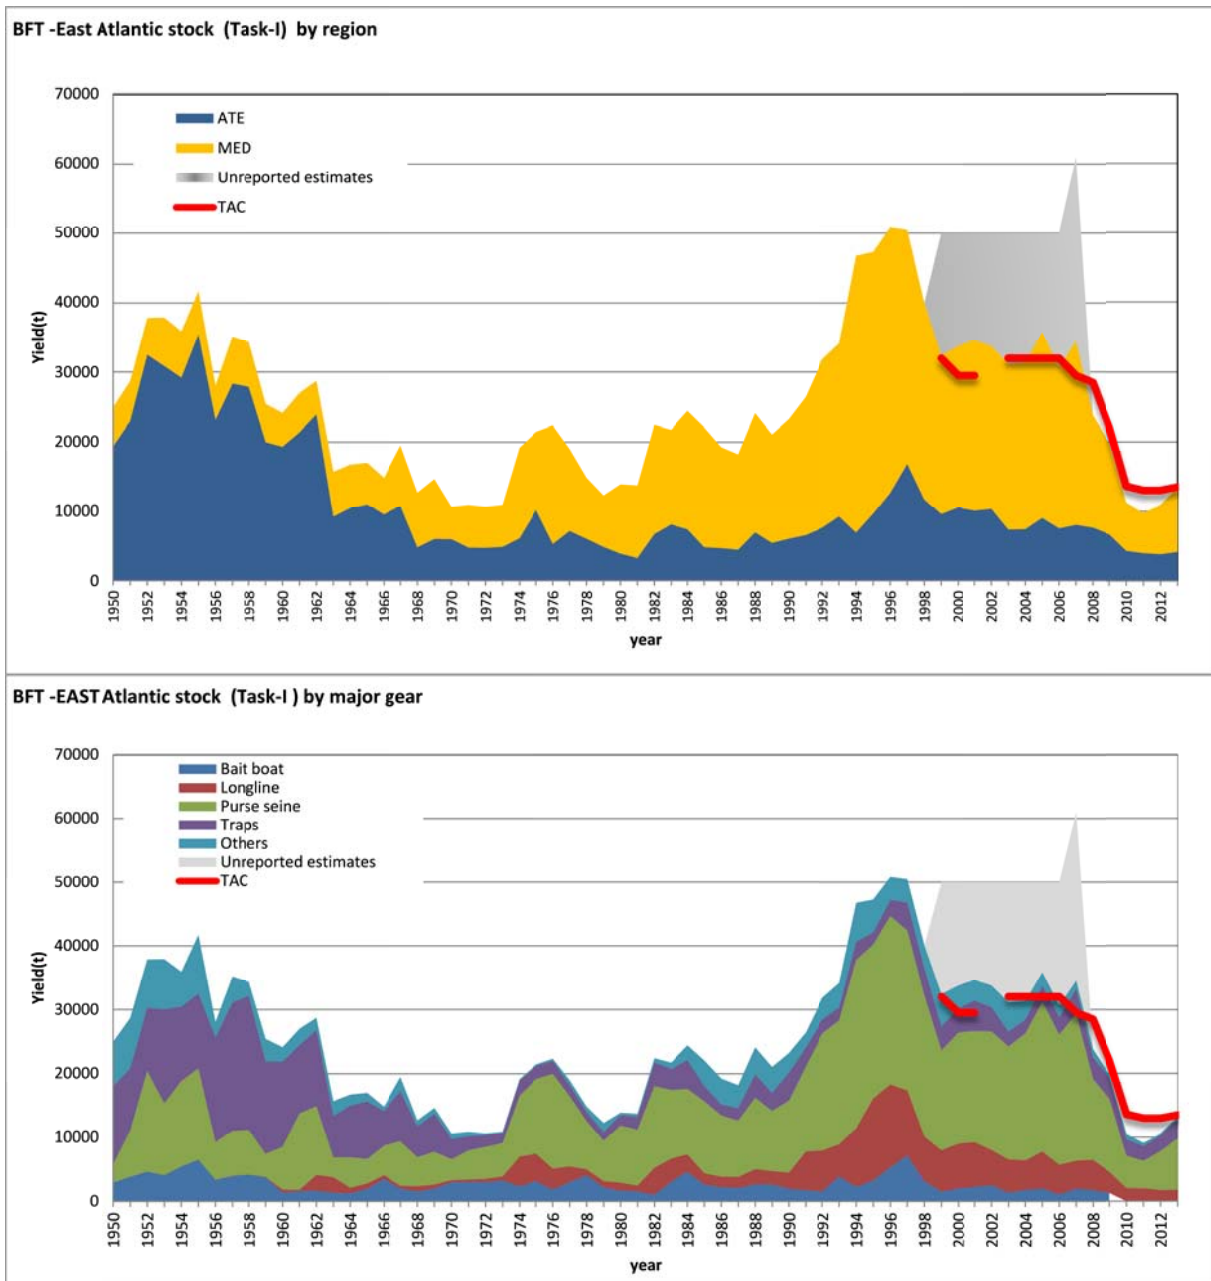 BFT -East Atlantic stock (Task-I) by region
70000
60000
50000
40000
30000
20000
10000
0
Yield(t)
ATE
MED
Unreported estimates
TAC
1950 1952 1954 1956 1958 1960 1962 1964 1966 1968 1970 1972 1974 1976 1978 1980 1982 1984 1986 1988 1990 1992 1994 1996 1998 2000 2002 2004 2006 2008 2010 2012
year
BFT -EAST Atlantic stock (Task-I ) by major gear
70000
60000
50000
40000
30000
20000
10000
0
Yield(t)
Bait boat
Longline
Purse seine
Traps
Others
Unreported estimates
TAC
1950 1952 1954 1956 1958 1960 1962 1964 1966 1968 1970 1972 1974 1976 1978 1980 1982 1984 1986 1988 1990 1992 1994 1996 1998 2000 2002 2004 2006 2008 2010 2012
year